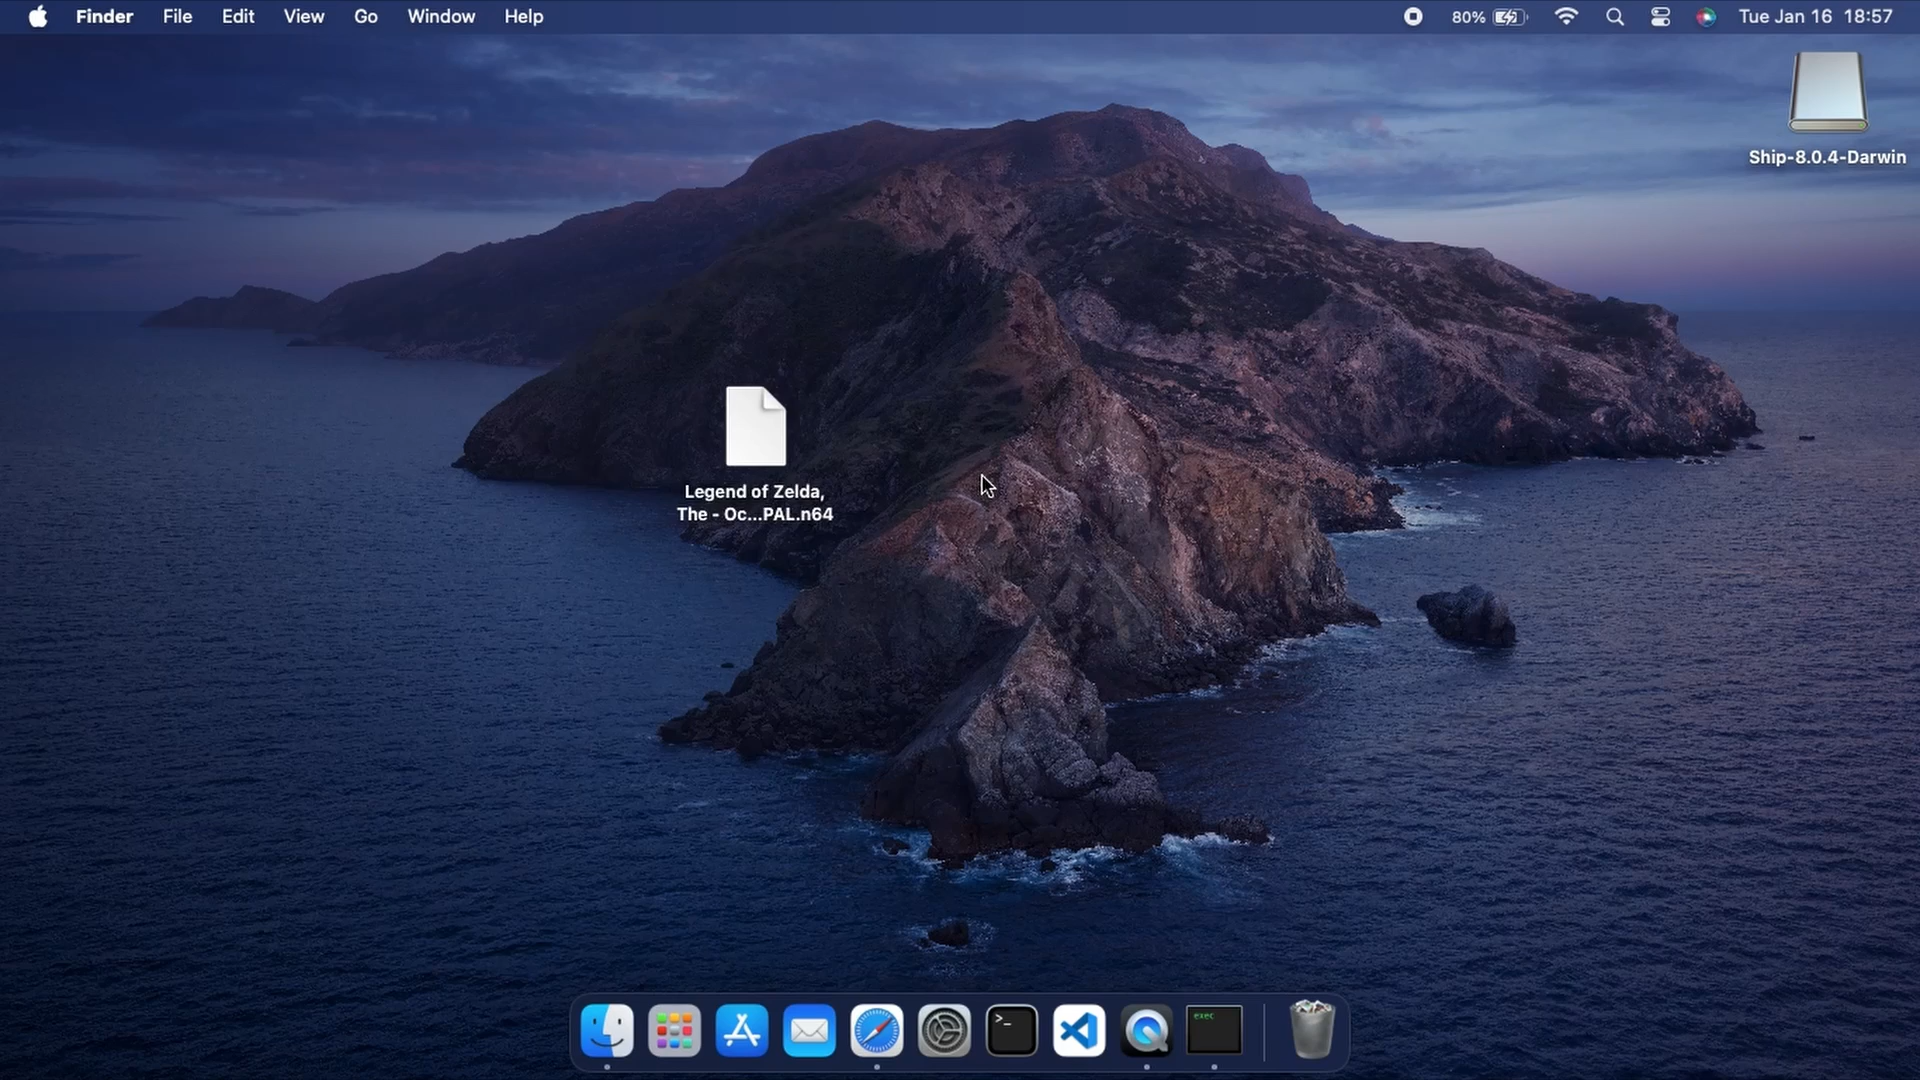 Finder File Edit View Go Window Help 80% Tue Jan 16 18:57
Ship-8.0.4-Darwin
Legend of Zelda,
The - Oc...PAL.n64
>_
exec